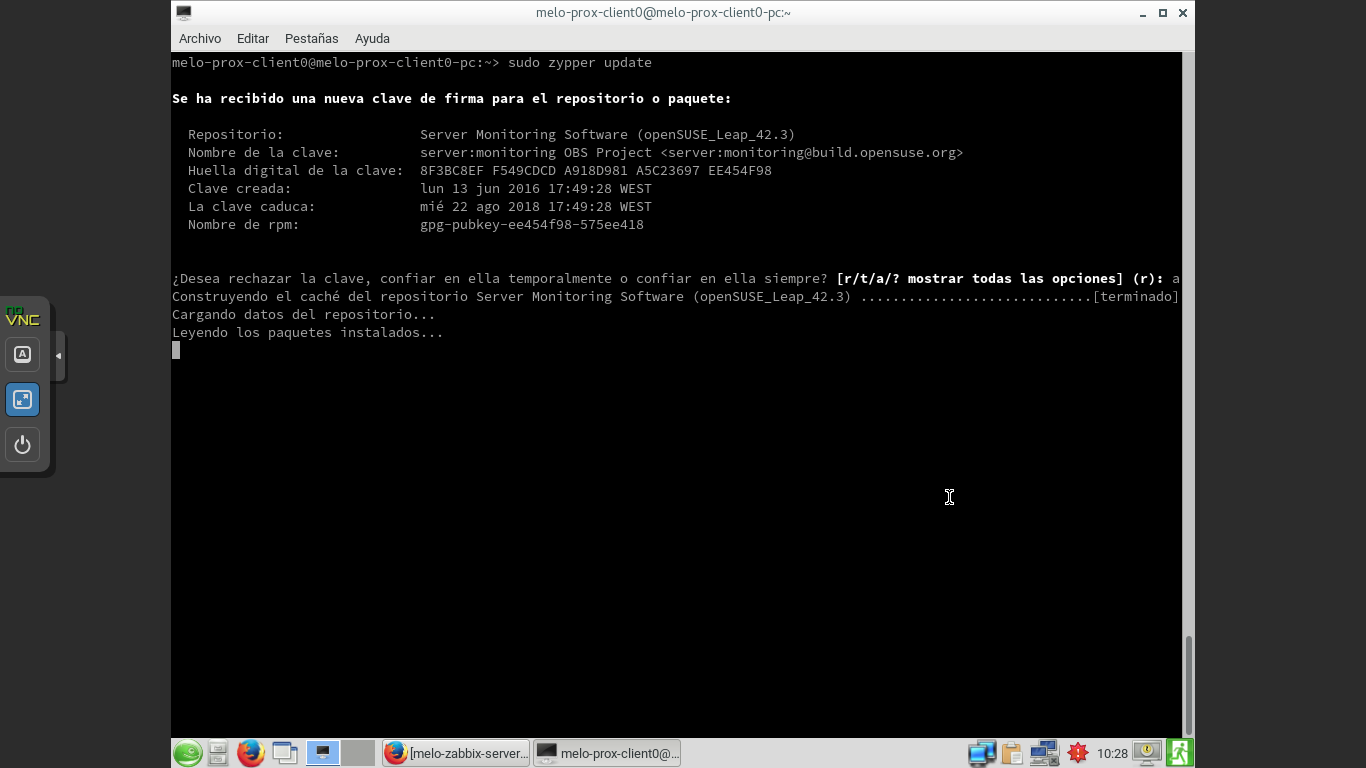 melo-prox-client0@melo-prox-client0-pc:~
Archivo Editar Pestañas Ayuda
melo-prox-client0@melo-prox-client0-pc:~> sudo zypper update
Se ha recibido una nueva clave de firma para el repositorio o paquete:
Repositorio: Server Monitoring Software (openSUSE_Leap_42.3)
Nombre de la clave: server:monitoring OBS Project <server:monitoring@build.opensuse.org>
Huella digital de la clave: 8F3BC8EF F549CDCD A918D981 A5C23697 EE454F98
Clave creada: lun 13 jun 2016 17:49:28 WEST
La clave caduca: mié 22 ago 2018 17:49:28 WEST
Nombre de rpm: gpg-pubkey-ee454f98-575ee418
¿Desea rechazar la clave, confiar en ella temporalmente o confiar en ella siempre? [r/t/a/? mostrar todas las opciones] (r): a
Construyendo el caché del repositorio Server Monitoring Software (openSUSE_Leap_42.3) .............................[terminado]
Cargando datos del repositorio...
Leyendo los paquetes instalados...
no
VNC
A
[melo-zabbix-server... melo-prox-client0@... 10:28